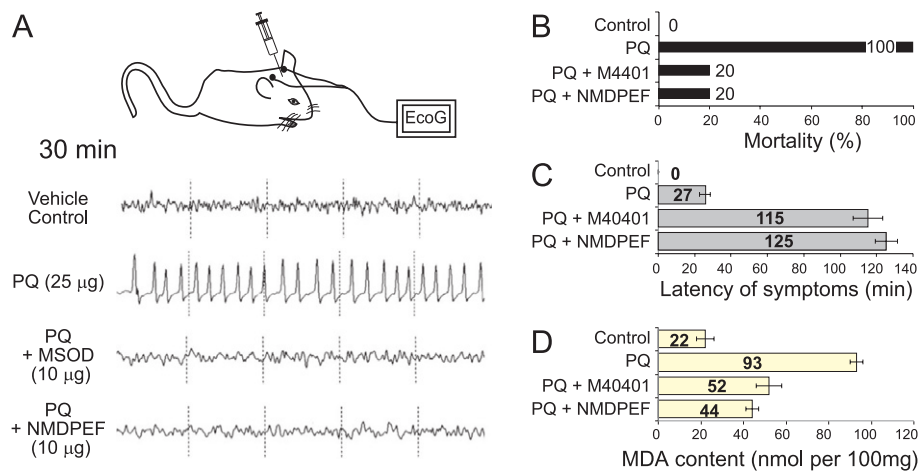 A
EcoG
30 min
Vehicle
Control
PQ (25 µg)
PQ
+ MSOD
(10 µg)
PQ
+ NMDPEF
(10 µg)
B
Control 0
PQ 100
PQ + M4401 20
PQ + NMDPEF 20
0 20 40 60 80 100
Mortality (%)
C
Control 0
PQ 27
PQ + M40401 115
PQ + NMDPEF 125
0 20 40 60 80 100 120 140
Latency of symptoms (min)
D
Control 22
PQ 93
PQ + M40401 52
PQ + NMDPEF 44
0 20 40 60 80 100 120
MDA content (nmol per 100mg)